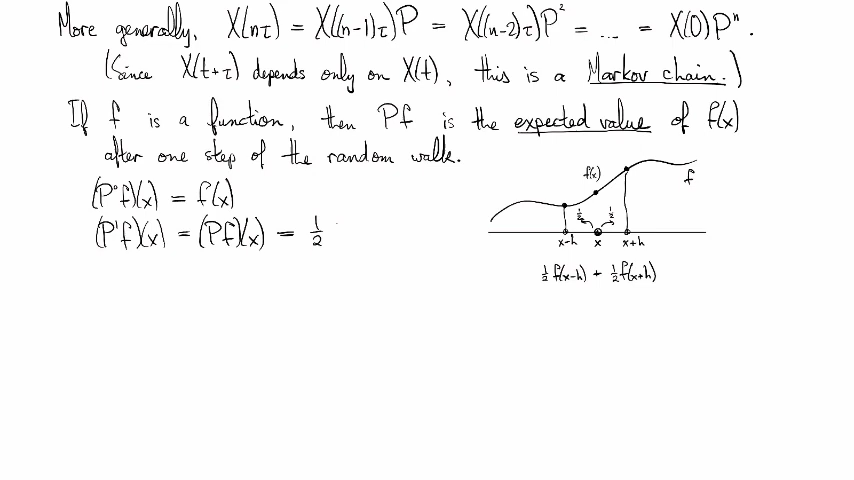 More generally, X(nτ) = X((n-1)τ)P = X((n-2)τ)P² = ... = X(0)Pⁿ.
(Since X(t+τ) depends only on X(t), this is a Markov chain.)
If f is a function, then Pf is the expected value of f(x)
after one step of the random walk.
(P⁰f)(x) = f(x)
(P¹f)(x) = (Pf)(x) = 1/2
f(x)
f
1/2 1/2
x-h x x+h
1/2 f(x-h) + 1/2 f(x+h)